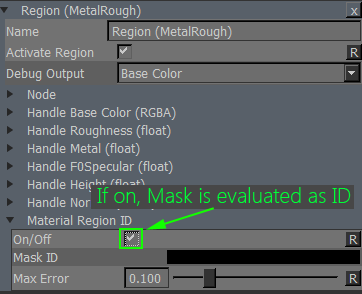 Region (MetalRough)
x
Name
Region (MetalRough)
Activate Region
R
Debug Output
Base Color
Node
Handle Base Color (RGBA)
Handle Roughness (float)
Handle Metal (float)
Handle F0Specular (float)
Handle Height (float)
If on, Mask is evaluated as ID
Handle Nor
Material Region ID
On/Off
R
Mask ID
R
Max Error
0.100
R